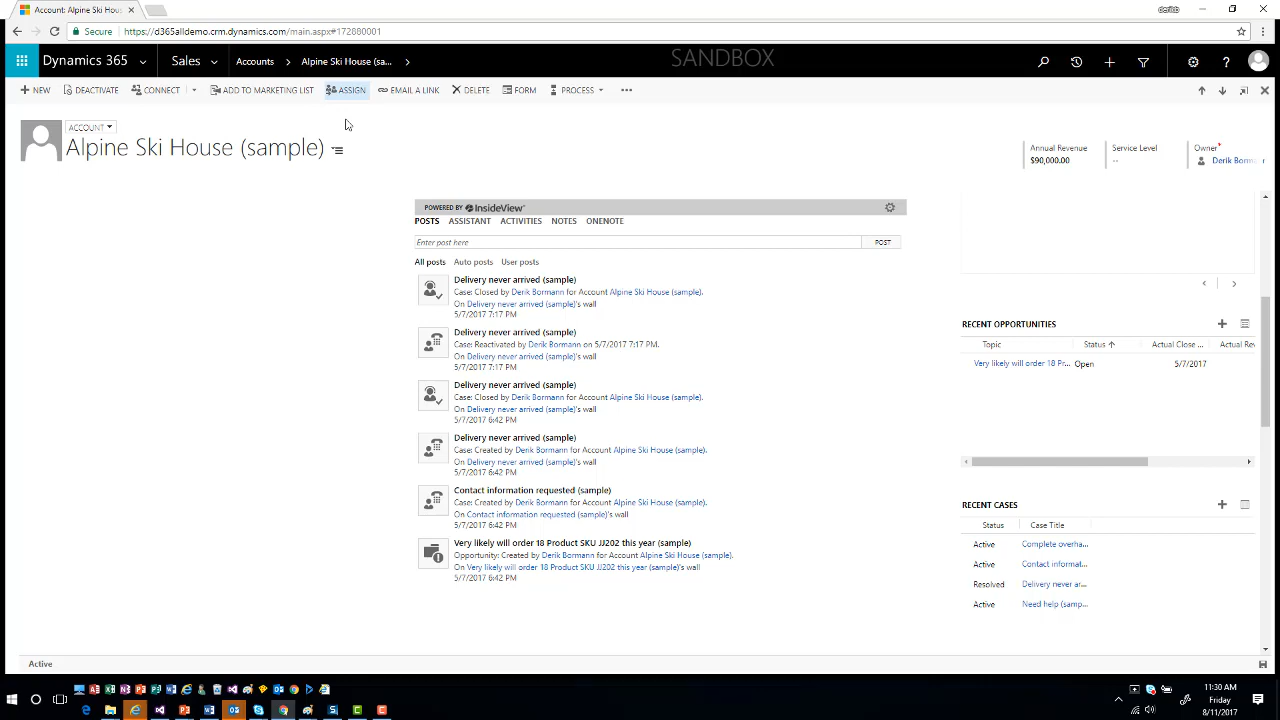 Account: Alpine Ski Hou
derikb
Secure
https://d365alldemo.crm.dynamics.com/main.aspx#172880001
Dynamics 365
Sales
Accounts
Alpine Ski House (sa...
SANDBOX
NEW
DEACTIVATE
CONNECT
ADD TO MARKETING LIST
ASSIGN
EMAIL A LINK
DELETE
FORM
PROCESS
ACCOUNT
Alpine Ski House (sample)
Annual Revenue
$90,000.00
Service Level
--
Owner*
Derik Borman
POWERED BY InsideView
POSTS ASSISTANT ACTIVITIES NOTES ONENOTE
Enter post here
POST
All posts Auto posts User posts
Delivery never arrived (sample)
Case: Closed by Derik Bormann for Account Alpine Ski House (sample).
On Delivery never arrived (sample)'s wall
5/7/2017 7:17 PM
Delivery never arrived (sample)
Case: Reactivated by Derik Bormann on 5/7/2017 7:17 PM.
On Delivery never arrived (sample)'s wall
5/7/2017 7:17 PM
Delivery never arrived (sample)
Case: Closed by Derik Bormann for Account Alpine Ski House (sample).
On Delivery never arrived (sample)'s wall
5/7/2017 6:42 PM
Delivery never arrived (sample)
Case: Created by Derik Bormann for Account Alpine Ski House (sample).
On Delivery never arrived (sample)'s wall
5/7/2017 6:42 PM
Contact information requested (sample)
Case: Created by Derik Bormann for Account Alpine Ski House (sample).
On Contact information requested (sample)'s wall
5/7/2017 6:42 PM
Very likely will order 18 Product SKU JJ202 this year (sample)
Opportunity: Created by Derik Bormann for Account Alpine Ski House (sample).
On Very likely will order 18 Product SKU JJ202 this year (sample)'s wall
5/7/2017 6:42 PM
RECENT OPPORTUNITIES
Topic Status Actual Close ... Actual Rev
Very likely will order 18 Pr... Open 5/7/2017
RECENT CASES
Status Case Title
Active Complete overha...
Active Contact informat...
Resolved Delivery never ar...
Active Need help (samp...
Active
11:30 AM
Friday
8/11/2017